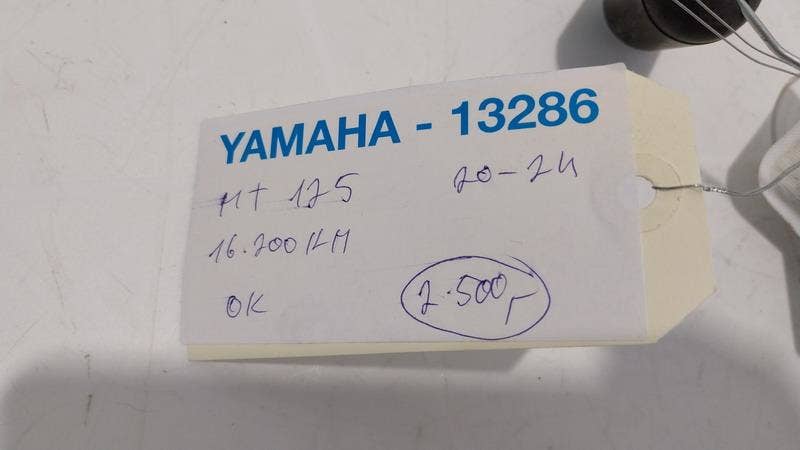 YAMAHA - 13286
MT 125 20-24
16.200 KM
OK 2.500,-